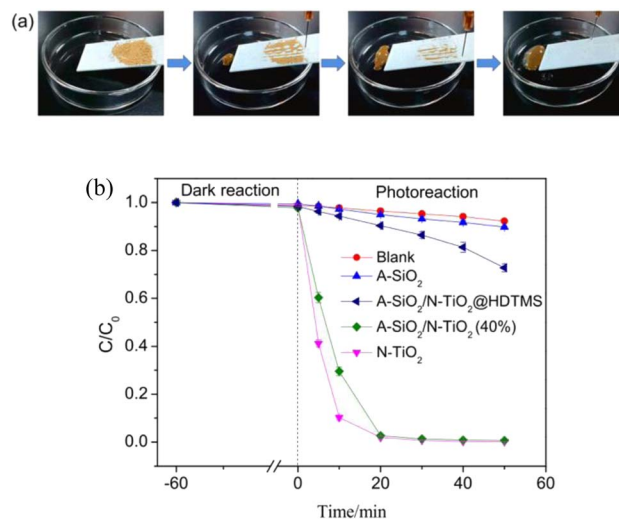 (a)
(b)
Dark reaction
Photoreaction
1.0
0.8
0.6
0.4
0.2
0.0
C/C₀
Blank
A-SiO₂
A-SiO₂/N-TiO₂@HDTMS
A-SiO₂/N-TiO₂ (40%)
N-TiO₂
-60
0
20
40
60
Time/min